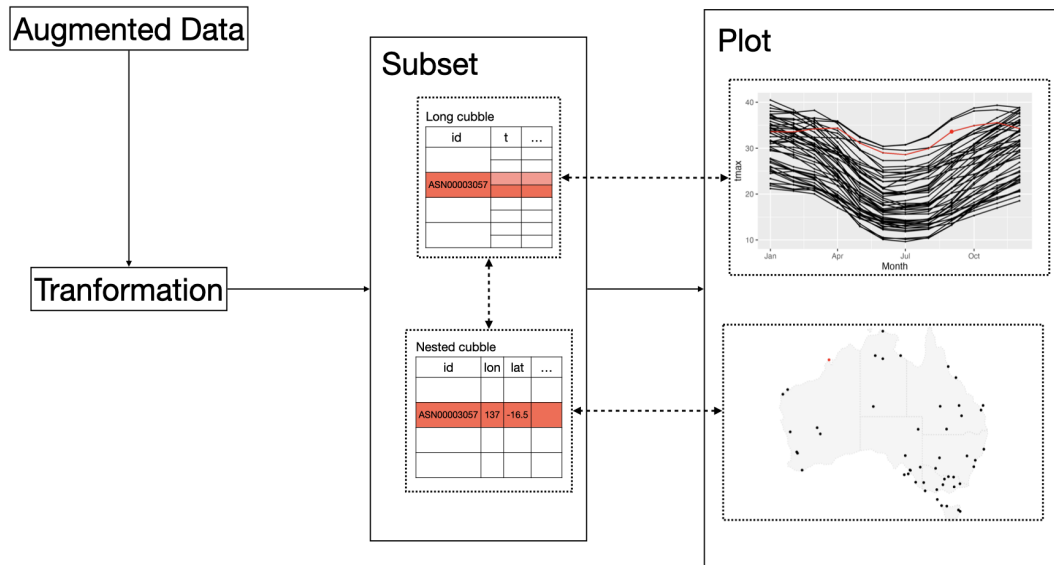 Augmented Data
Tranformation
Subset
Long cubble
id t ...
ASN00003057
Nested cubble
id lon lat ...
ASN00003057 137 -16.5
Plot
40
30
20
10
tmax
Jan Apr Jul Oct
Month